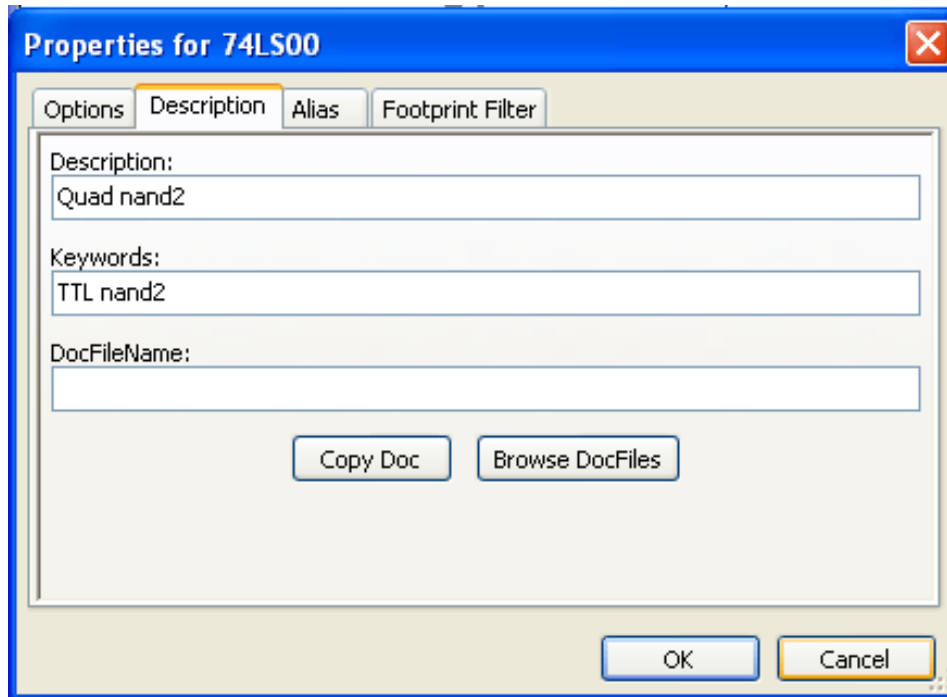 Properties for 74LS00
Options Description Alias Footprint Filter
Description:
Quad nand2
Keywords:
TTL nand2
DocFileName:
Copy Doc Browse DocFiles
OK Cancel